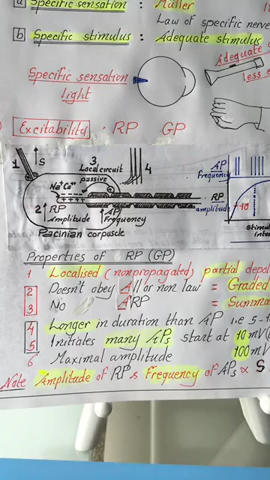 a Specific sensation : Müller
Law of specific nerve
b Specific stimulus : Adequate stimulus
Adequate
less s
Specific sensation
Light
Excitability RP GP
1 S 3 Local circuit passive 4
AP Frequency
Na+ Ca++
RP amplitude
10
2 RP Amplitude AP Frequency
Pacinian corpuscle
Stimulus
inten
Properties of RP (GP)
1 Localised (nonpropagated) partial depo
2 Doesn't obey All or non law = Graded
3 No ARP = Summa
4 Longer in duration than AP i.e 5-1
5 Initiates many APs start at 10 mV
6 Maximal amplitude 100 mV
Note Amplitude of RP s Frequency of APs ∝ S